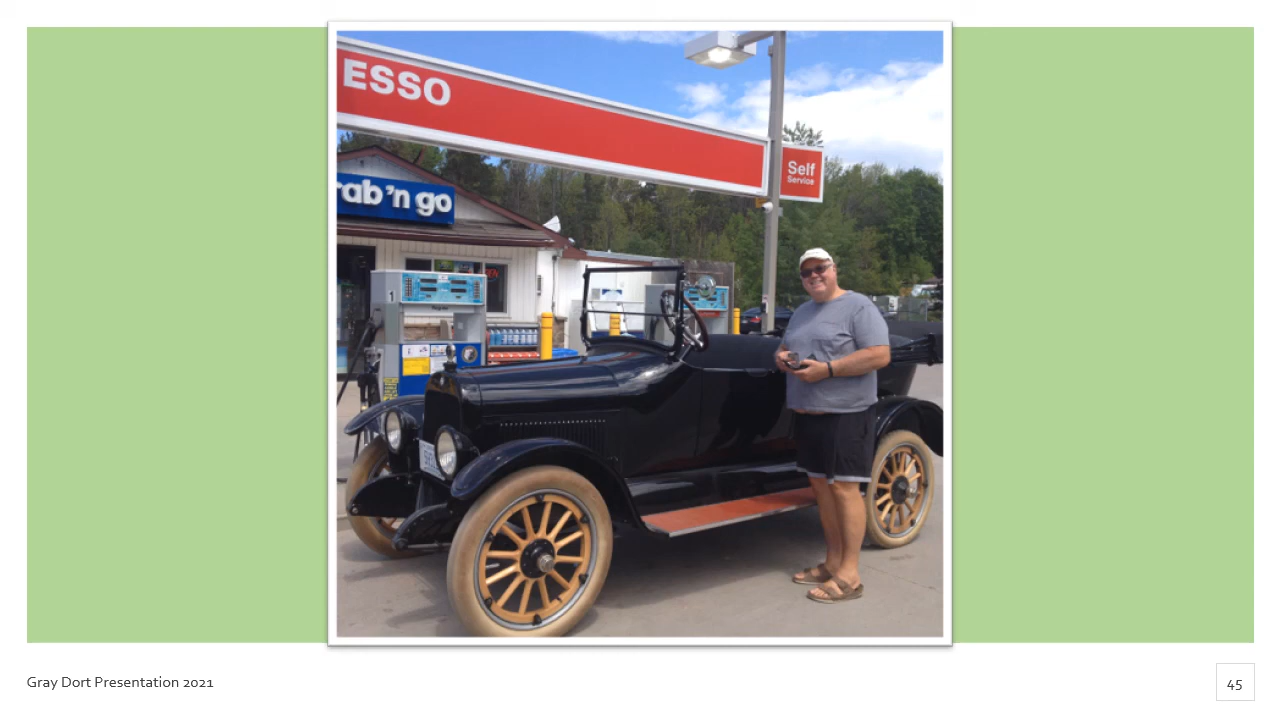 ESSO
Self
Service
rab 'n go
1
Gray Dort Presentation 2021
45